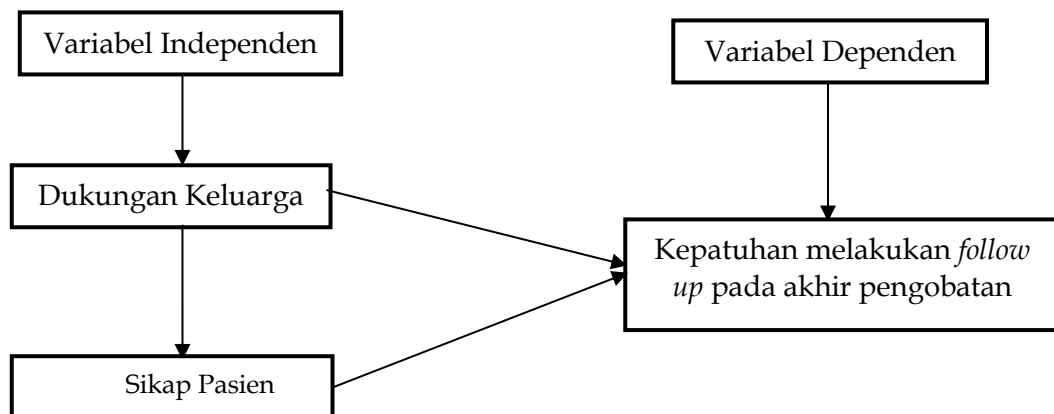 Variabel Independen
Variabel Dependen
Dukungan Keluarga
Kepatuhan melakukan follow
up pada akhir pengobatan
Sikap Pasien